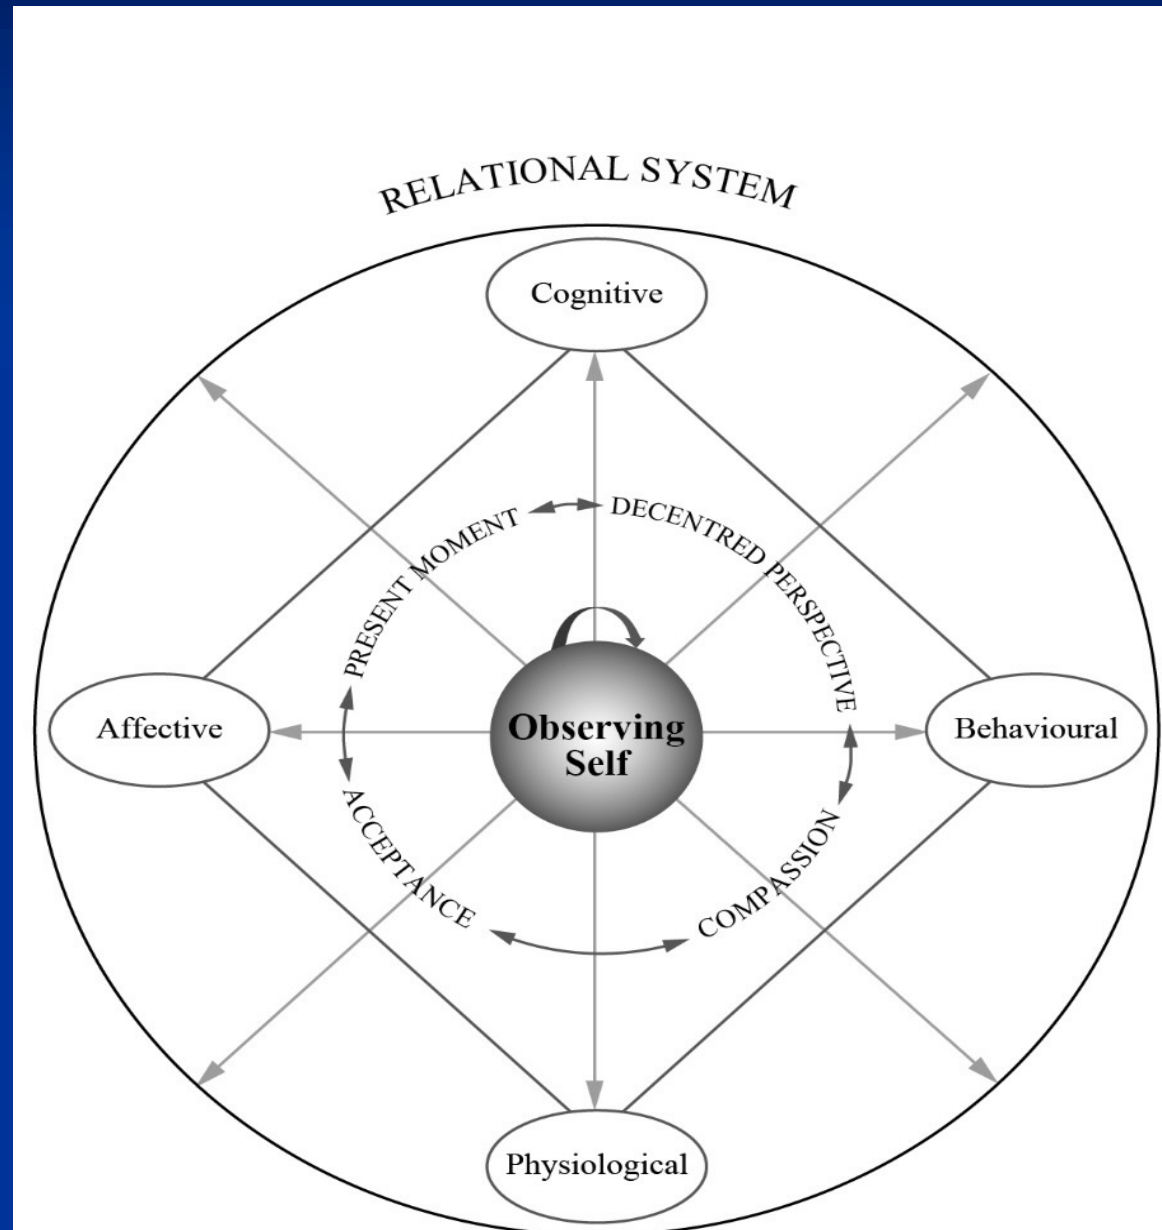 RELATIONAL SYSTEM
Cognitive
PRESENT MOMENT
DECENTRED PERSPECTIVE
Affective
Observing
Self
Behavioural
ACCEPTANCE
COMPASSION
Physiological